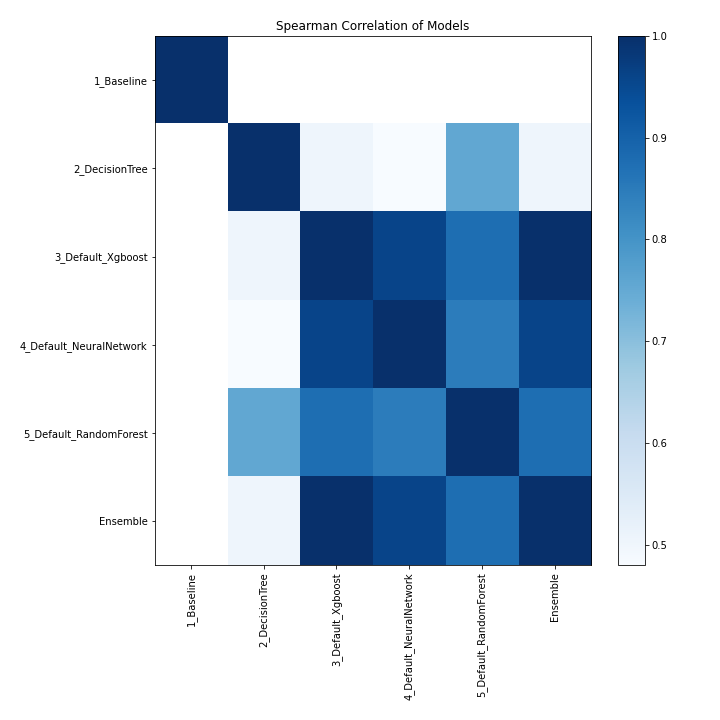 Spearman Correlation of Models
1_Baseline
2_DecisionTree
3_Default_Xgboost
4_Default_NeuralNetwork
5_Default_RandomForest
Ensemble
1_Baseline
2_DecisionTree
3_Default_Xgboost
4_Default_NeuralNetwork
5_Default_RandomForest
Ensemble
1.0
0.9
0.8
0.7
0.6
0.5